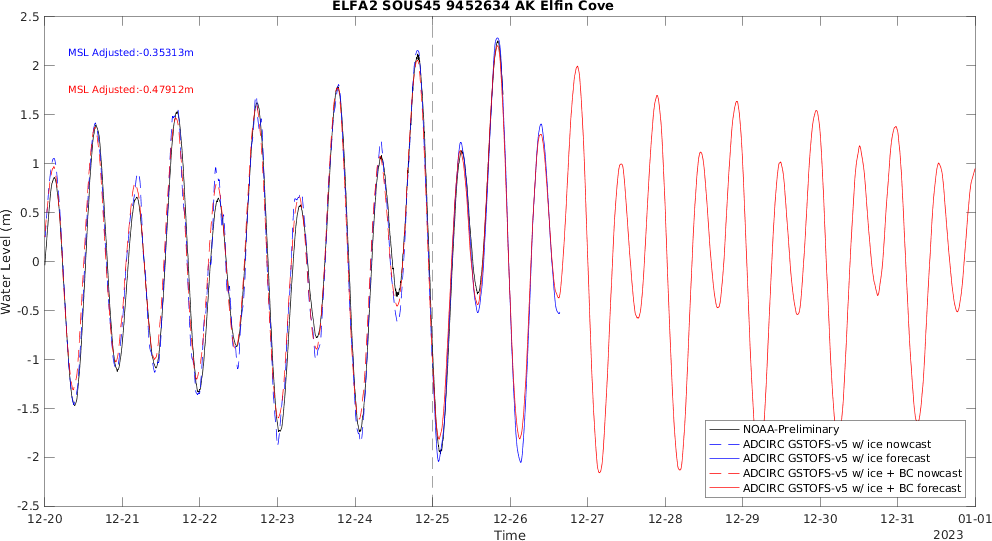 ELFA2 SOUS45 9452634 AK Elfin Cove
MSL Adjusted:-0.35313m
MSL Adjusted:-0.47912m
Water Level (m)
2.5
2
1.5
1
0.5
0
-0.5
-1
-1.5
-2
-2.5
NOAA-Preliminary
ADCIRC GSTOFS-v5 w/ ice nowcast
ADCIRC GSTOFS-v5 w/ ice forecast
ADCIRC GSTOFS-v5 w/ ice + BC nowcast
ADCIRC GSTOFS-v5 w/ ice + BC forecast
12-20 12-21 12-22 12-23 12-24 12-25 12-26 12-27 12-28 12-29 12-30 12-31 01-01
Time
2023